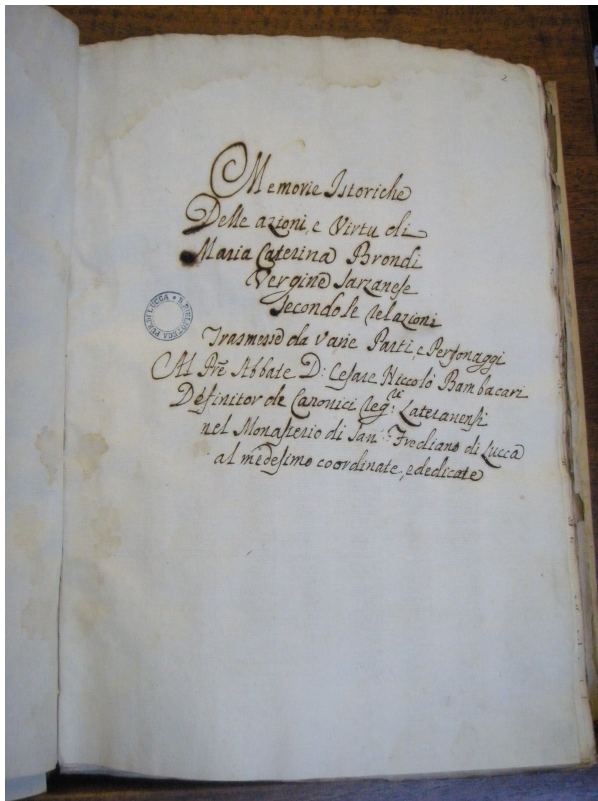 2
Memorie Istoriche
Delle azioni, e Virtu di
Maria Caterina Brondi
Vergine Sarzanese
secondo le relazioni
Trasmesse da varie Parti, e Personaggi
Al Pre Abbate D: Cesare Niccolò Bambacari
Definitor de Canonici Reg:ri Lateranensi
nel Monasterio di San: Frediano di Lucca
al medesimo coordinate, e dedicate